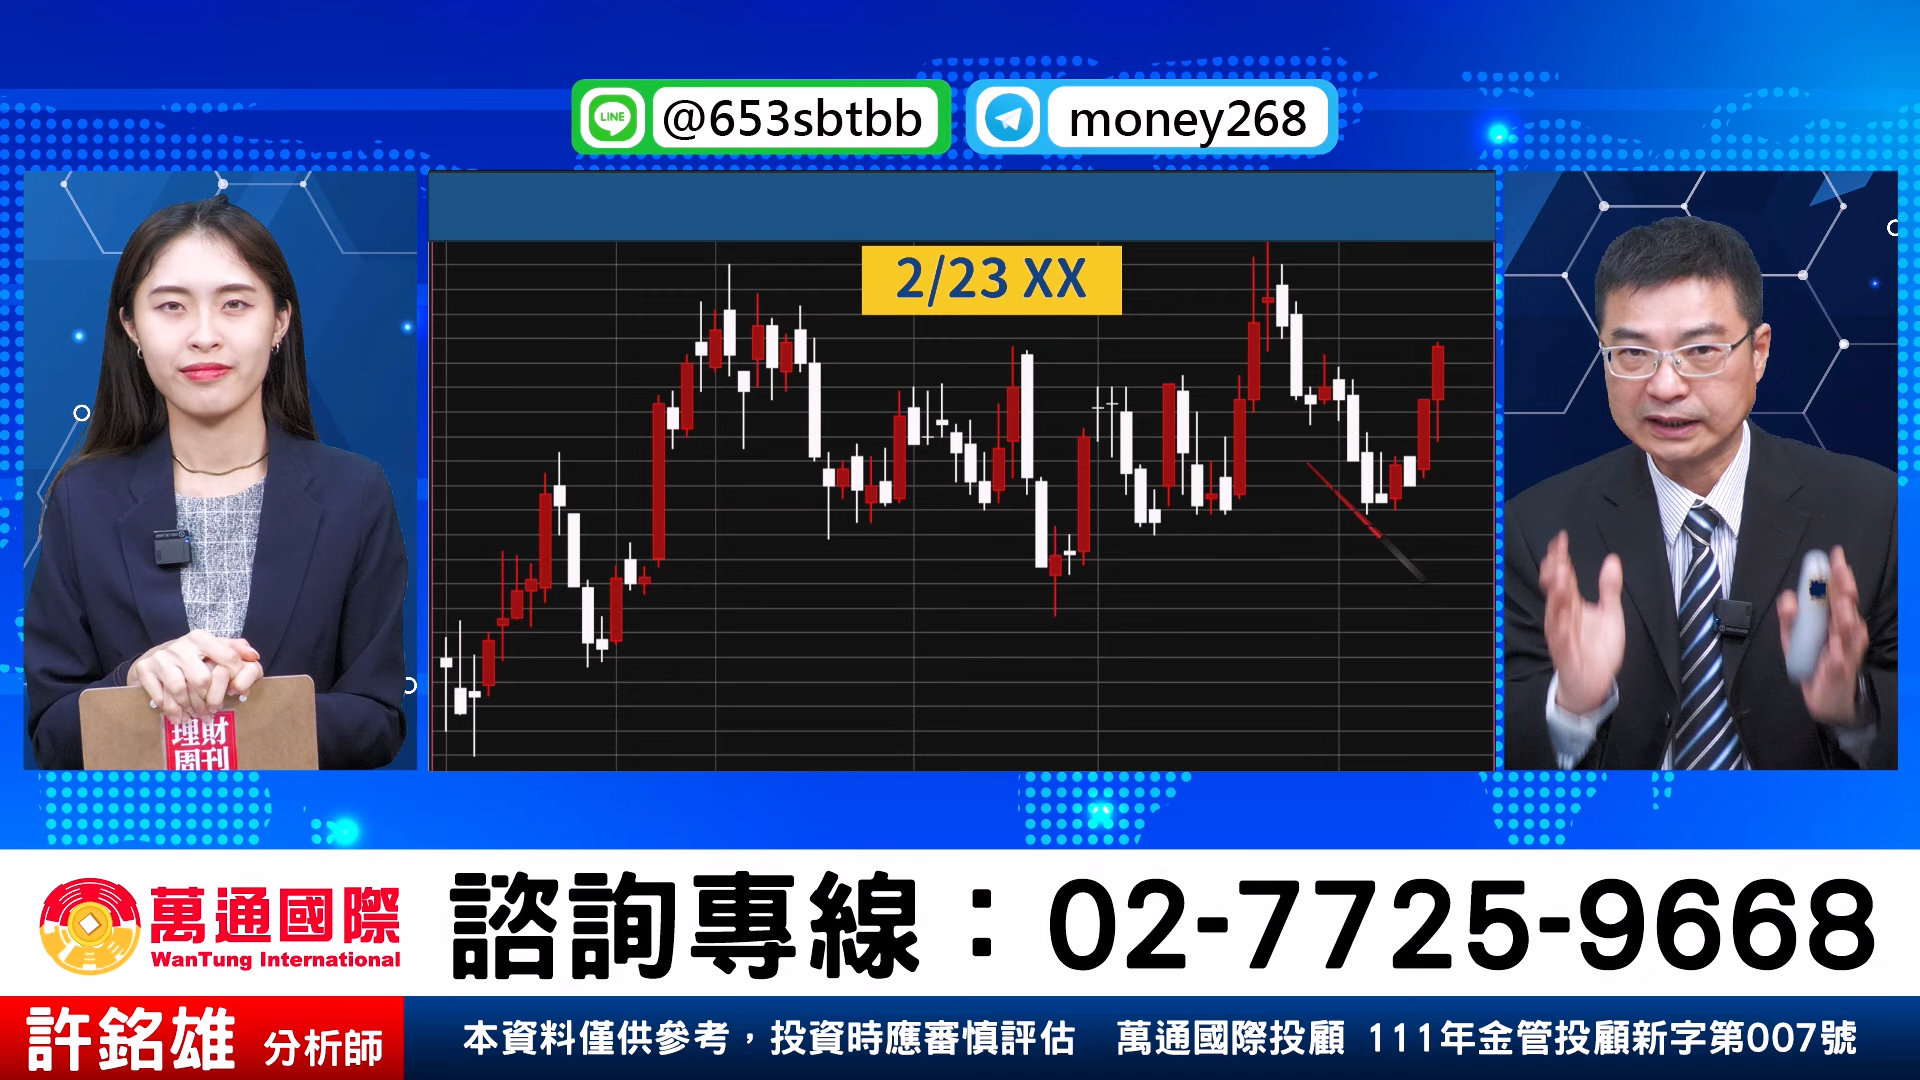 LINE
@653sbtbb
money268
2/23 XX
理財
周刊
萬通國際
WanTung International
諮詢專線：02-7725-9668
許銘雄 分析師
本資料僅供參考，投資時應審慎評估 萬通國際投顧 111年金管投顧新字第007號